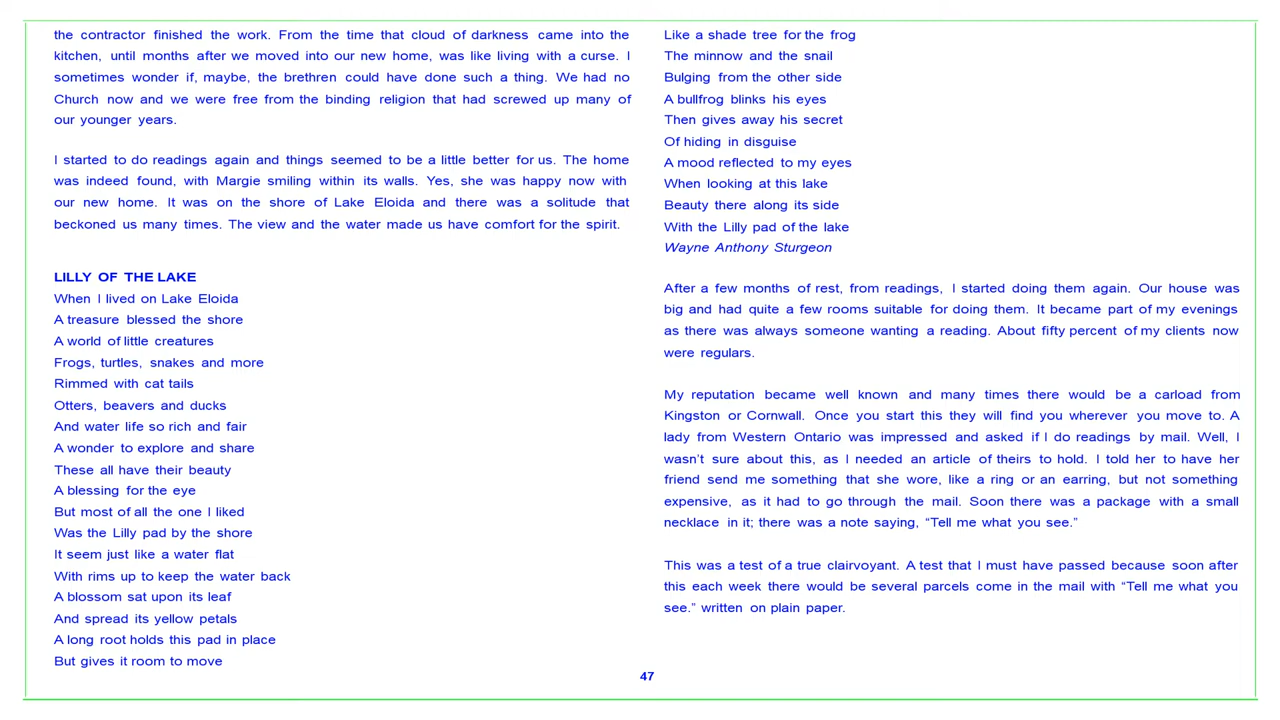 the contractor finished the work. From the time that cloud of darkness came into the
kitchen, until months after we moved into our new home, was like living with a curse. I
sometimes wonder if, maybe, the brethren could have done such a thing. We had no
Church now and we were free from the binding religion that had screwed up many of
our younger years.
I started to do readings again and things seemed to be a little better for us. The home
was indeed found, with Margie smiling within its walls. Yes, she was happy now with
our new home. It was on the shore of Lake Eloida and there was a solitude that
beckoned us many times. The view and the water made us have comfort for the spirit.
LILLY OF THE LAKE
When I lived on Lake Eloida
A treasure blessed the shore
A world of little creatures
Frogs, turtles, snakes and more
Rimmed with cat tails
Otters, beavers and ducks
And water life so rich and fair
A wonder to explore and share
These all have their beauty
A blessing for the eye
But most of all the one I liked
Was the Lilly pad by the shore
It seem just like a water flat
With rims up to keep the water back
A blossom sat upon its leaf
And spread its yellow petals
A long root holds this pad in place
But gives it room to move
Like a shade tree for the frog
The minnow and the snail
Bulging from the other side
A bullfrog blinks his eyes
Then gives away his secret
Of hiding in disguise
A mood reflected to my eyes
When looking at this lake
Beauty there along its side
With the Lilly pad of the lake
Wayne Anthony Sturgeon
After a few months of rest, from readings, I started doing them again. Our house was
big and had quite a few rooms suitable for doing them. It became part of my evenings
as there was always someone wanting a reading. About fifty percent of my clients now
were regulars.
My reputation became well known and many times there would be a carload from
Kingston or Cornwall. Once you start this they will find you wherever you move to. A
lady from Western Ontario was impressed and asked if I do readings by mail. Well, I
wasn’t sure about this, as I needed an article of theirs to hold. I told her to have her
friend send me something that she wore, like a ring or an earring, but not something
expensive, as it had to go through the mail. Soon there was a package with a small
necklace in it; there was a note saying, “Tell me what you see.”
This was a test of a true clairvoyant. A test that I must have passed because soon after
this each week there would be several parcels come in the mail with “Tell me what you
see.” written on plain paper.
47